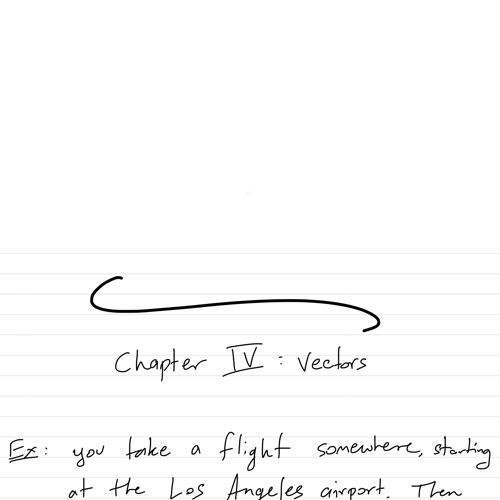 Chapter IV : Vectors
Ex: you take a flight somewhere, starting
at the Los Angeles airport. Then